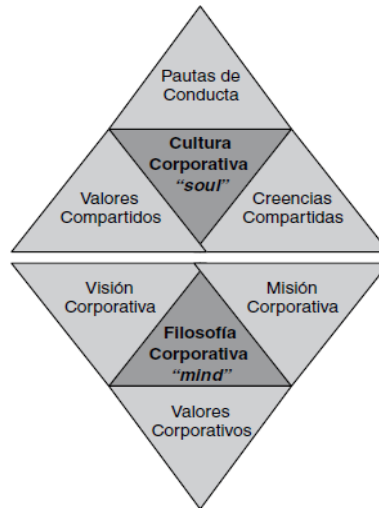 Pautas de
Conducta
Cultura
Corporativa
“soul”
Valores
Compartidos
Creencias
Compartidas
Visión
Corporativa
Misión
Corporativa
Filosofía
Corporativa
“mind”
Valores
Corporativos